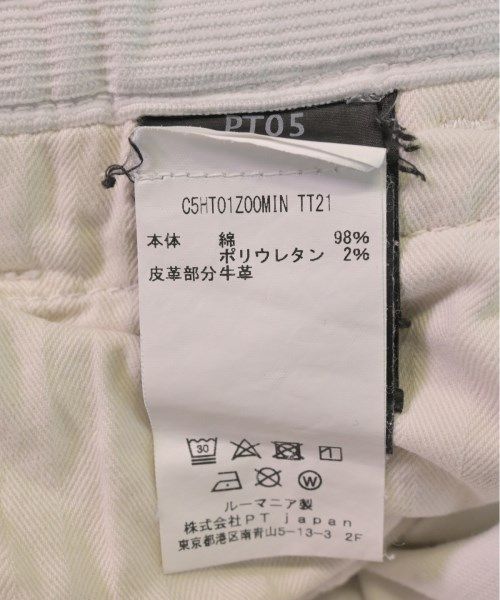 PT05
C5HT01Z00MIN TT21
本体 綿 98%
ポリウレタン 2%
皮革部分牛革
30
W
ルーマニア製
株式会社PT japan
東京都港区南青山5-13-3 2F